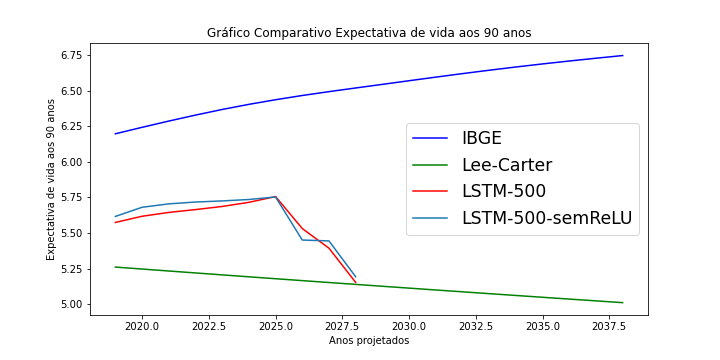 Gráfico Comparativo Expectativa de vida aos 90 anos
Expectativa de vida aos 90 anos
6.75
6.50
6.25
6.00
5.75
5.50
5.25
5.00
IBGE
Lee-Carter
LSTM-500
LSTM-500-semReLU
2020.0 2022.5 2025.0 2027.5 2030.0 2032.5 2035.0 2037.5
Anos projetados